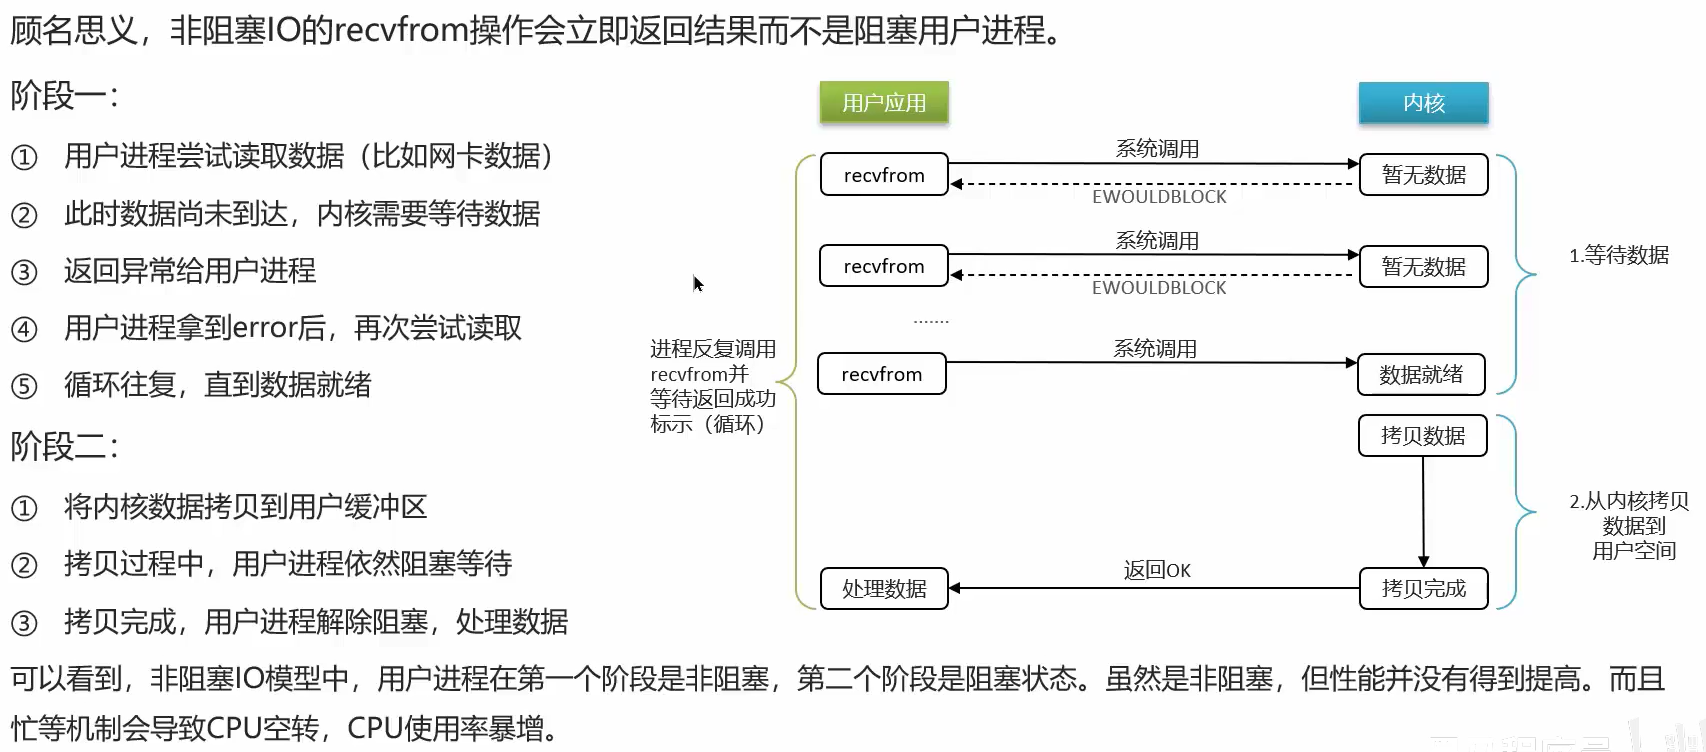 顾名思义，非阻塞IO的recvfrom操作会立即返回结果而不是阻塞用户进程。
阶段一：
① 用户进程尝试读取数据（比如网卡数据）
② 此时数据尚未到达，内核需要等待数据
③ 返回异常给用户进程
④ 用户进程拿到error后，再次尝试读取
⑤ 循环往复，直到数据就绪
阶段二：
① 将内核数据拷贝到用户缓冲区
② 拷贝过程中，用户进程依然阻塞等待
③ 拷贝完成，用户进程解除阻塞，处理数据
用户应用
内核
recvfrom
系统调用
暂无数据
EWOULDBLOCK
recvfrom
系统调用
暂无数据
EWOULDBLOCK
1.等待数据
.......
进程反复调用
recvfrom并
等待返回成功
标示（循环）
recvfrom
系统调用
数据就绪
拷贝数据
2.从内核拷贝
数据到
用户空间
处理数据
返回OK
拷贝完成
可以看到，非阻塞IO模型中，用户进程在第一个阶段是非阻塞，第二个阶段是阻塞状态。虽然是非阻塞，但性能并没有得到提高。而且
忙等机制会导致CPU空转，CPU使用率暴增。